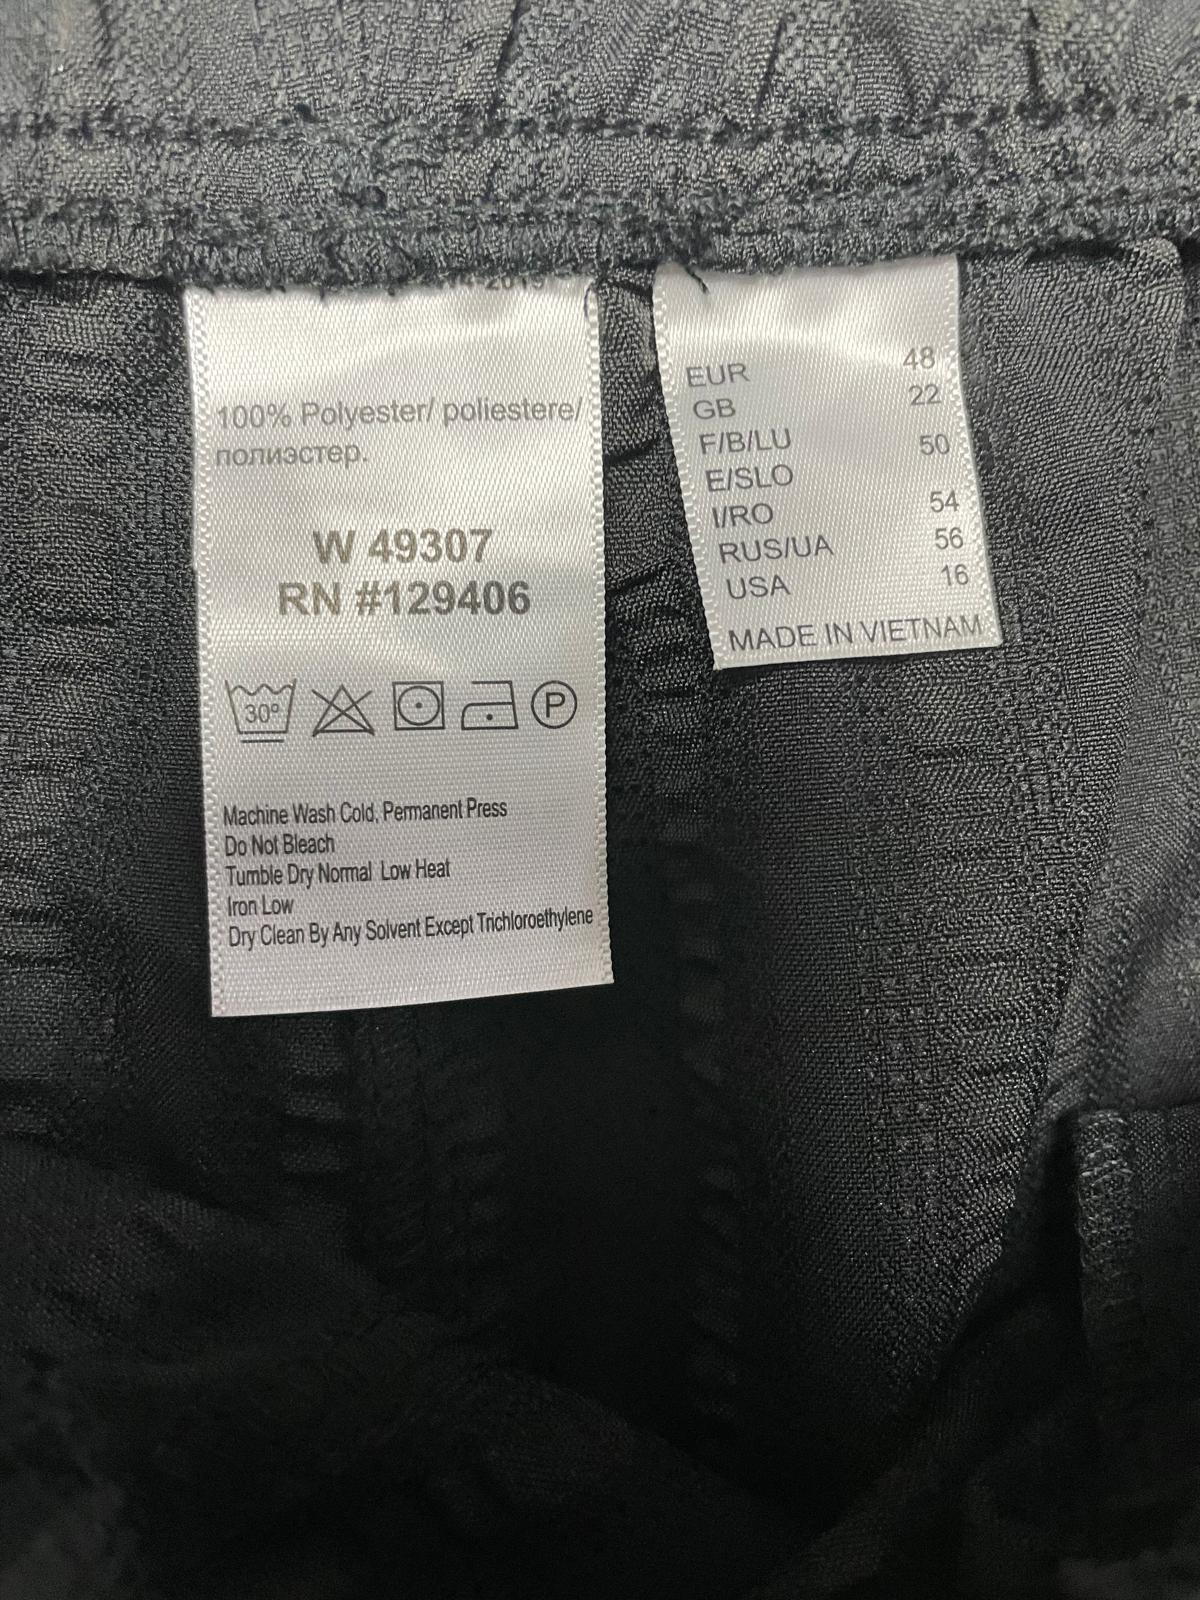 100% Polyester/ poliestere/
полиэстер.
W 49307
RN #129406
30º
P
Machine Wash Cold, Permanent Press
Do Not Bleach
Tumble Dry Normal Low Heat
Iron Low
Dry Clean By Any Solvent Except Trichloroethylene
EUR 48
GB 22
F/B/LU 50
E/SLO
I/RO 54
RUS/UA 56
USA 16
MADE IN VIETNAM